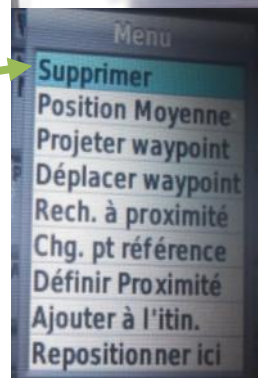 Menu
Supprimer
Position Moyenne
Projeter waypoint
Déplacer waypoint
Rech. à proximité
Chg. pt référence
Définir Proximité
Ajouter à l'itin.
Repositionner ici